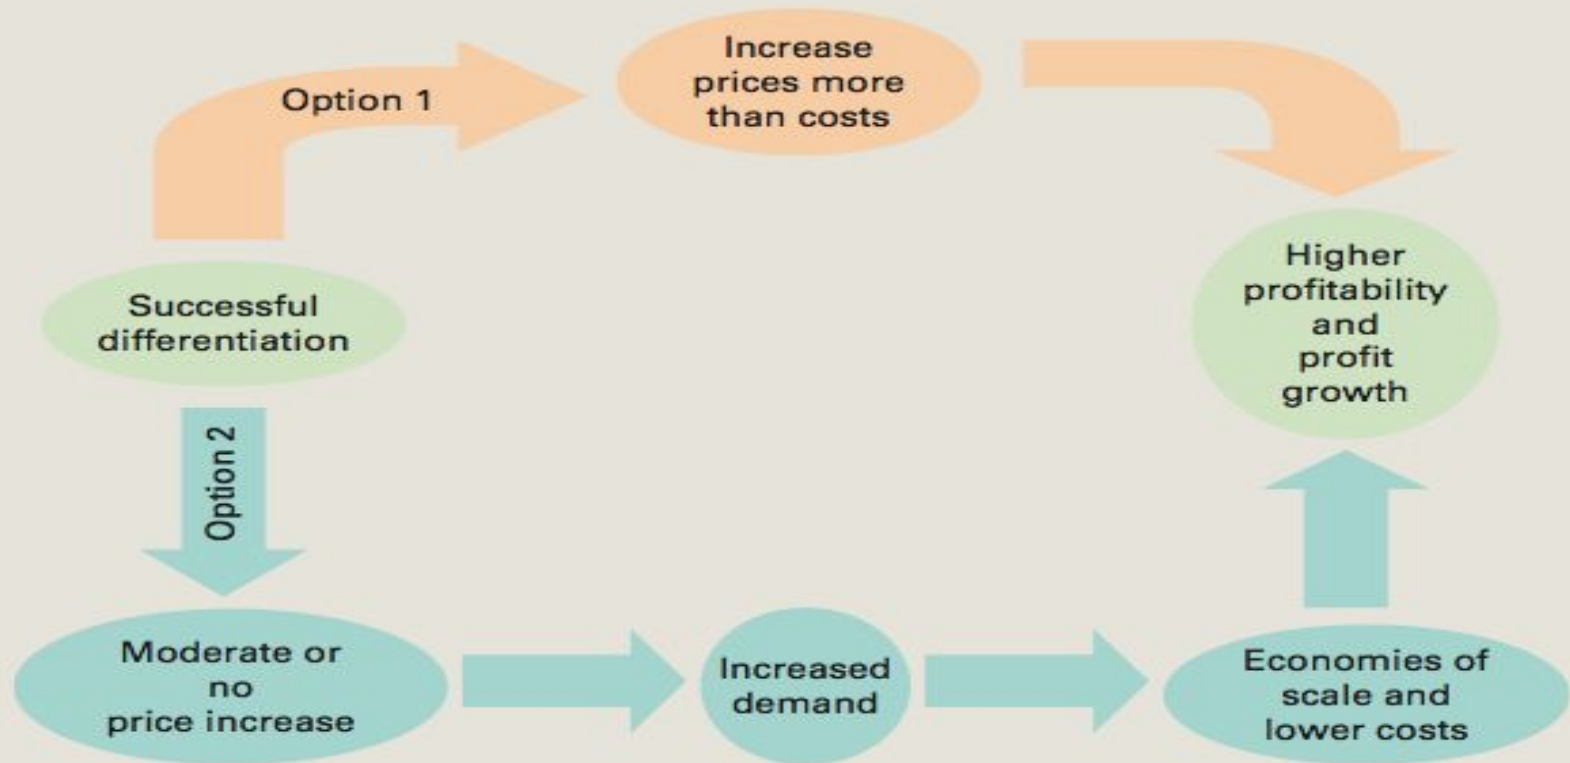 Option 1
Increase
prices more
than costs
Successful
differentiation
Higher
profitability
and
profit
growth
Option 2
Moderate or
no
price increase
Increased
demand
Economies of
scale and
lower costs